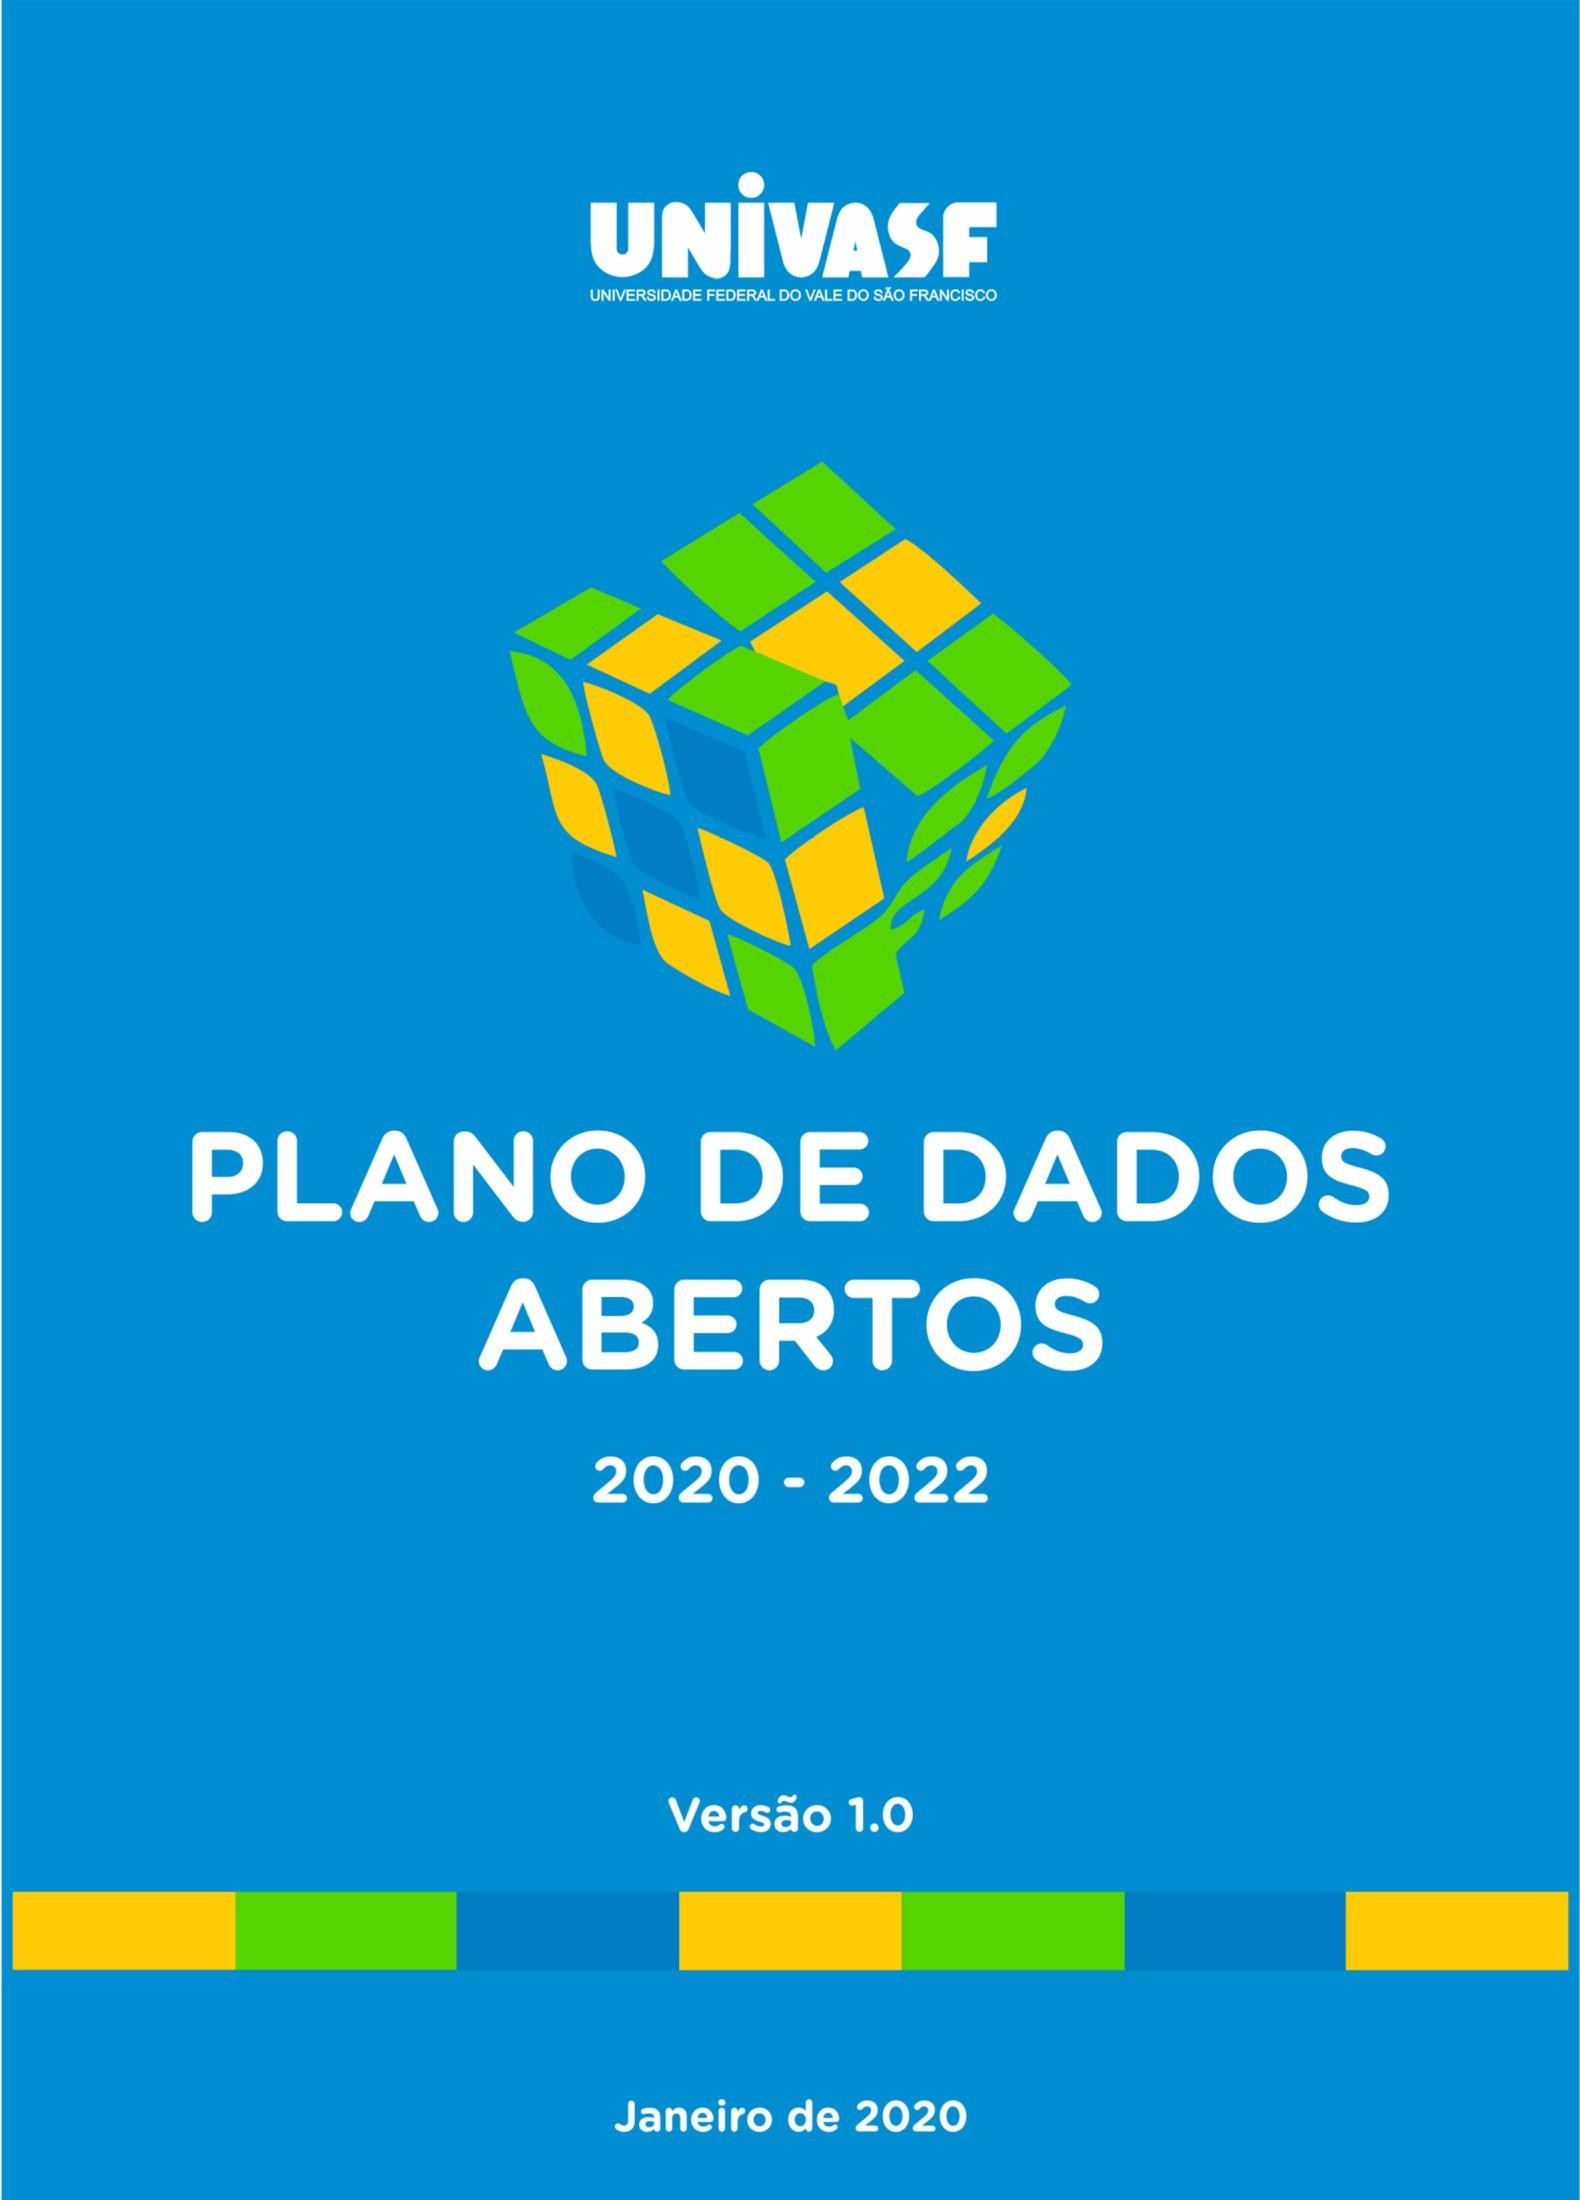 UNIVASF
UNIVERSIDADE FEDERAL DO VALE DO SÃO FRANCISCO
PLANO DE DADOS
ABERTOS
2020 - 2022
Versão 1.0
Janeiro de 2020